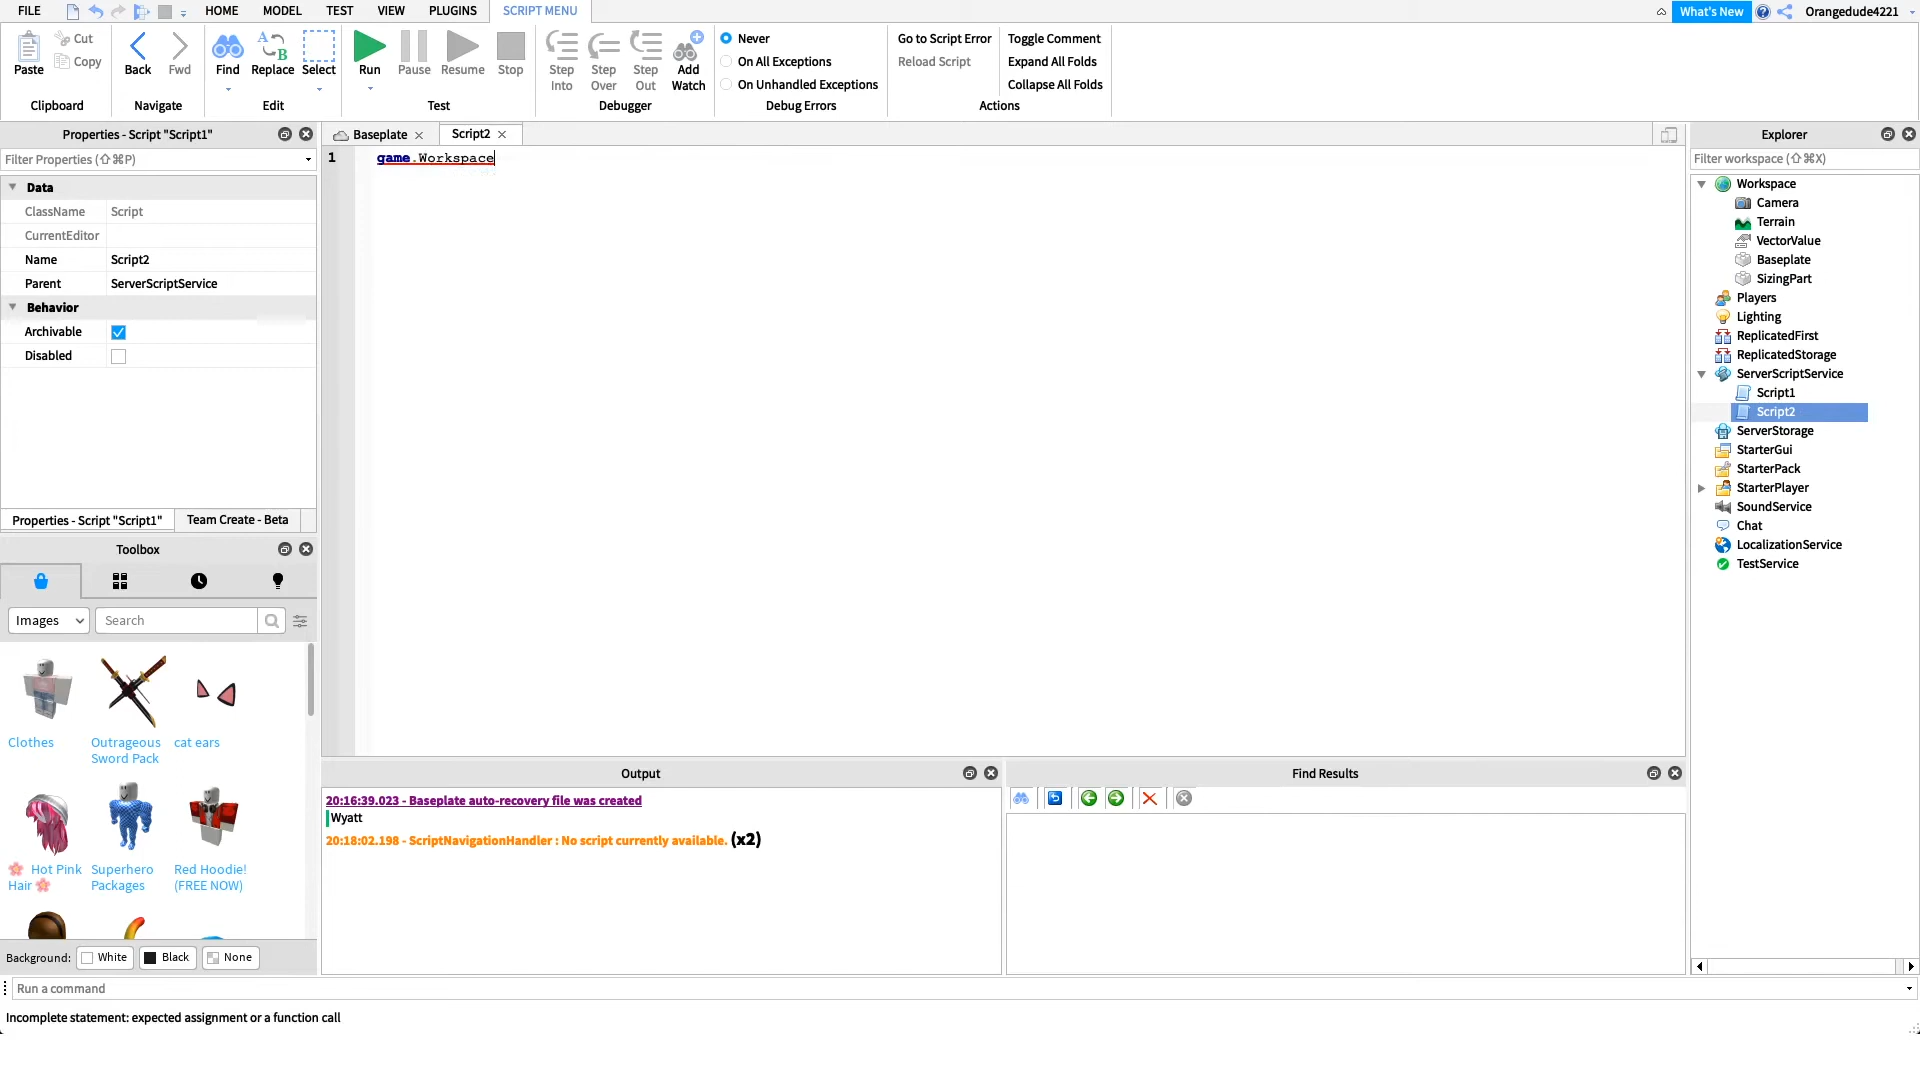 FILE HOME MODEL TEST VIEW PLUGINS SCRIPT MENU What's New Orangedude4221
Paste Cut Copy Back Fwd Find Replace Select Run Pause Resume Stop Step Into Step Over Step Out Add Watch
Never
On All Exceptions
On Unhandled Exceptions
Go to Script Error
Reload Script
Toggle Comment
Expand All Folds
Collapse All Folds
Clipboard Navigate Edit Test Debugger Debug Errors Actions
Properties - Script "Script1"
Filter Properties (⇧⌘P)
Data
ClassName Script
CurrentEditor
Name Script2
Parent ServerScriptService
Behavior
Archivable
Disabled
Properties - Script "Script1" Team Create - Beta
Toolbox
Images Search
Clothes
Outrageous Sword Pack
cat ears
🌸 Hot Pink Hair 🌸
Superhero Packages
Red Hoodie! (FREE NOW)
Background: White Black None
Baseplate Script2
1 game.Workspace
Output
20:16:39.023 - Baseplate auto-recovery file was created
Wyatt
20:18:02.198 - ScriptNavigationHandler : No script currently available. (x2)
Find Results
Explorer
Filter workspace (⇧⌘X)
Workspace
Camera
Terrain
VectorValue
Baseplate
SizingPart
Players
Lighting
ReplicatedFirst
ReplicatedStorage
ServerScriptService
Script1
Script2
ServerStorage
StarterGui
StarterPack
StarterPlayer
SoundService
Chat
LocalizationService
TestService
Run a command
Incomplete statement: expected assignment or a function call